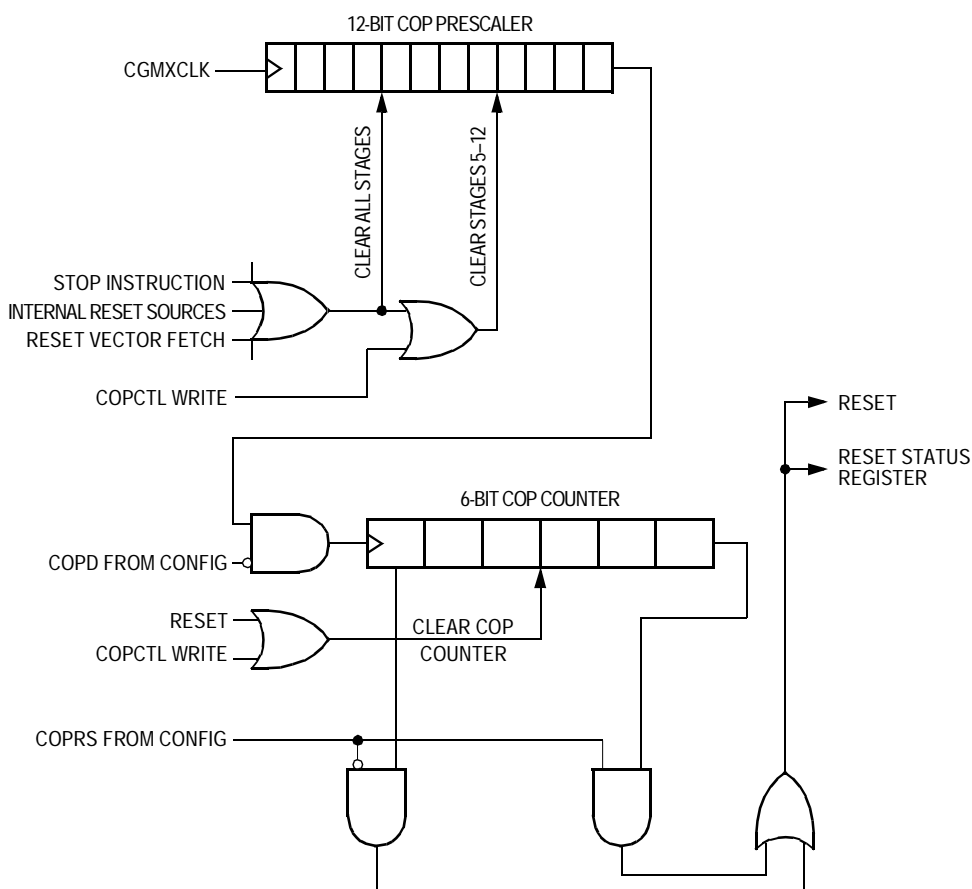 12-BIT COP PRESCALER
CGMXCLK
CLEAR ALL STAGES
CLEAR STAGES 5–12
STOP INSTRUCTION
INTERNAL RESET SOURCES
RESET VECTOR FETCH
COPCTL WRITE
RESET
RESET STATUS
REGISTER
6-BIT COP COUNTER
COPD FROM CONFIG
RESET
CLEAR COP
COUNTER
COPCTL WRITE
COPRS FROM CONFIG